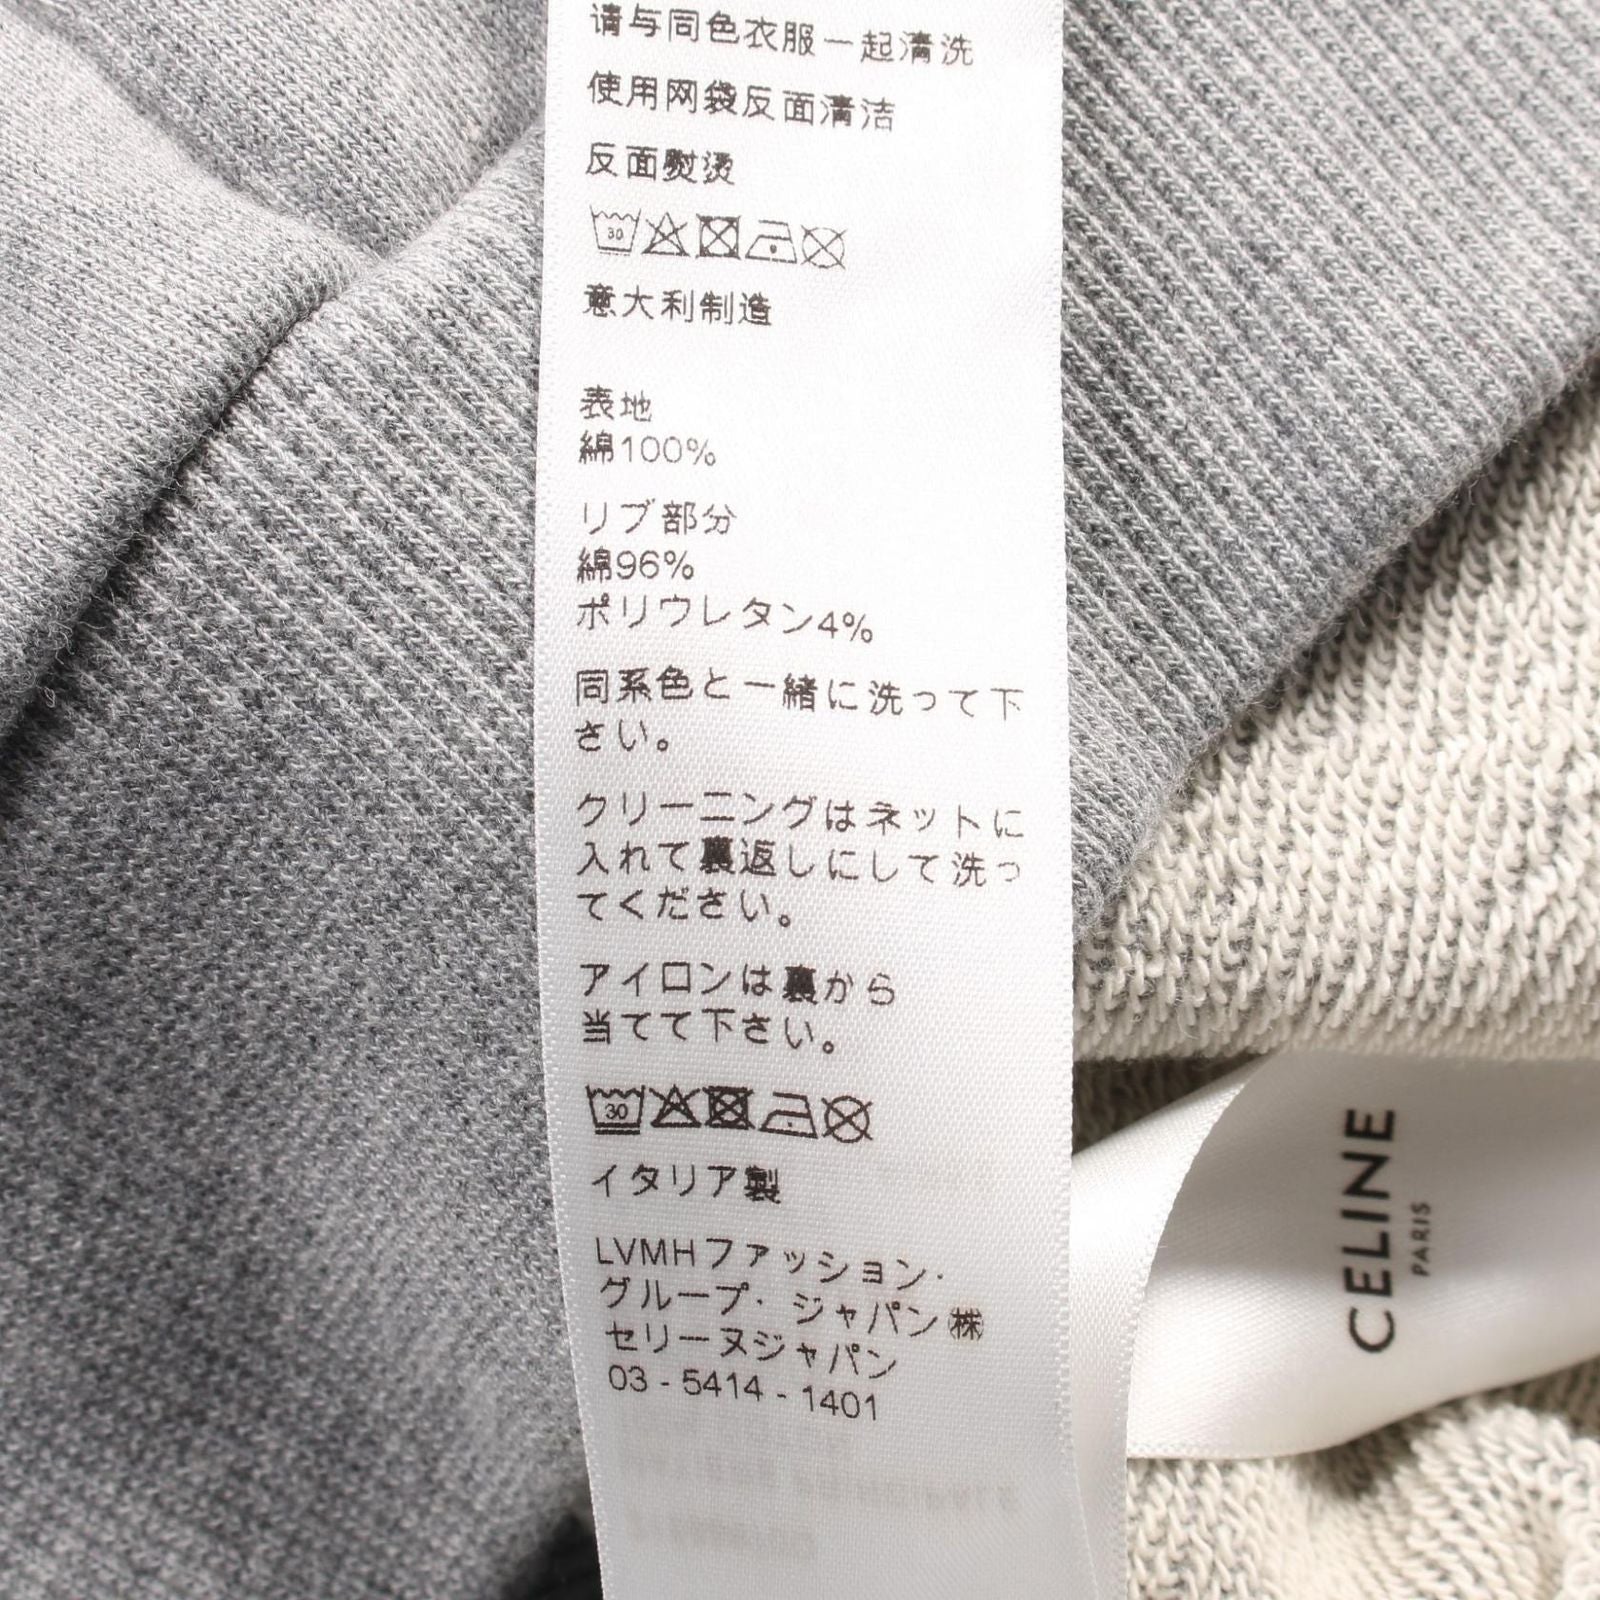 请与同色衣服一起清洗
使用网袋反面清洁
反面熨烫
30
意大利制造
表地
綿100%
リブ部分
綿96%
ポリウレタン4%
同系色と一緒に洗って下
さい。
クリーニングはネットに
入れて裏返しにして洗っ
てください。
アイロンは裏から
当てて下さい。
30
イタリア製
LVMHファッション・
グループ・ジャパン㈱
セリーヌジャパン
03-5414-1401
CELINE
PARIS